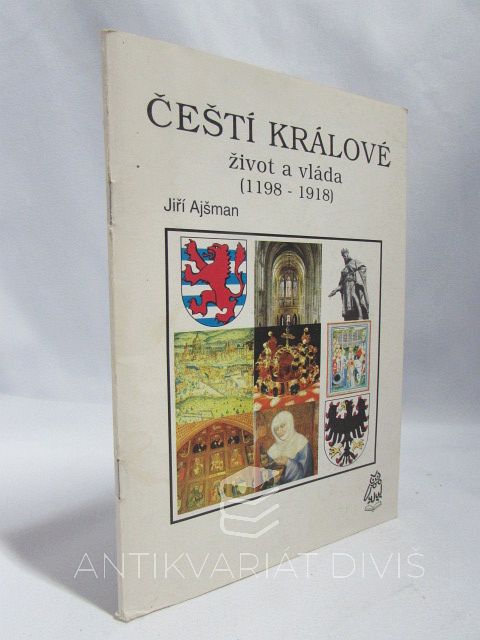 ČEŠTÍ KRÁLOVÉ
život a vláda
(1198 - 1918)
Jiří Ajšman
ANTIKVARIÁT DIVIŠ